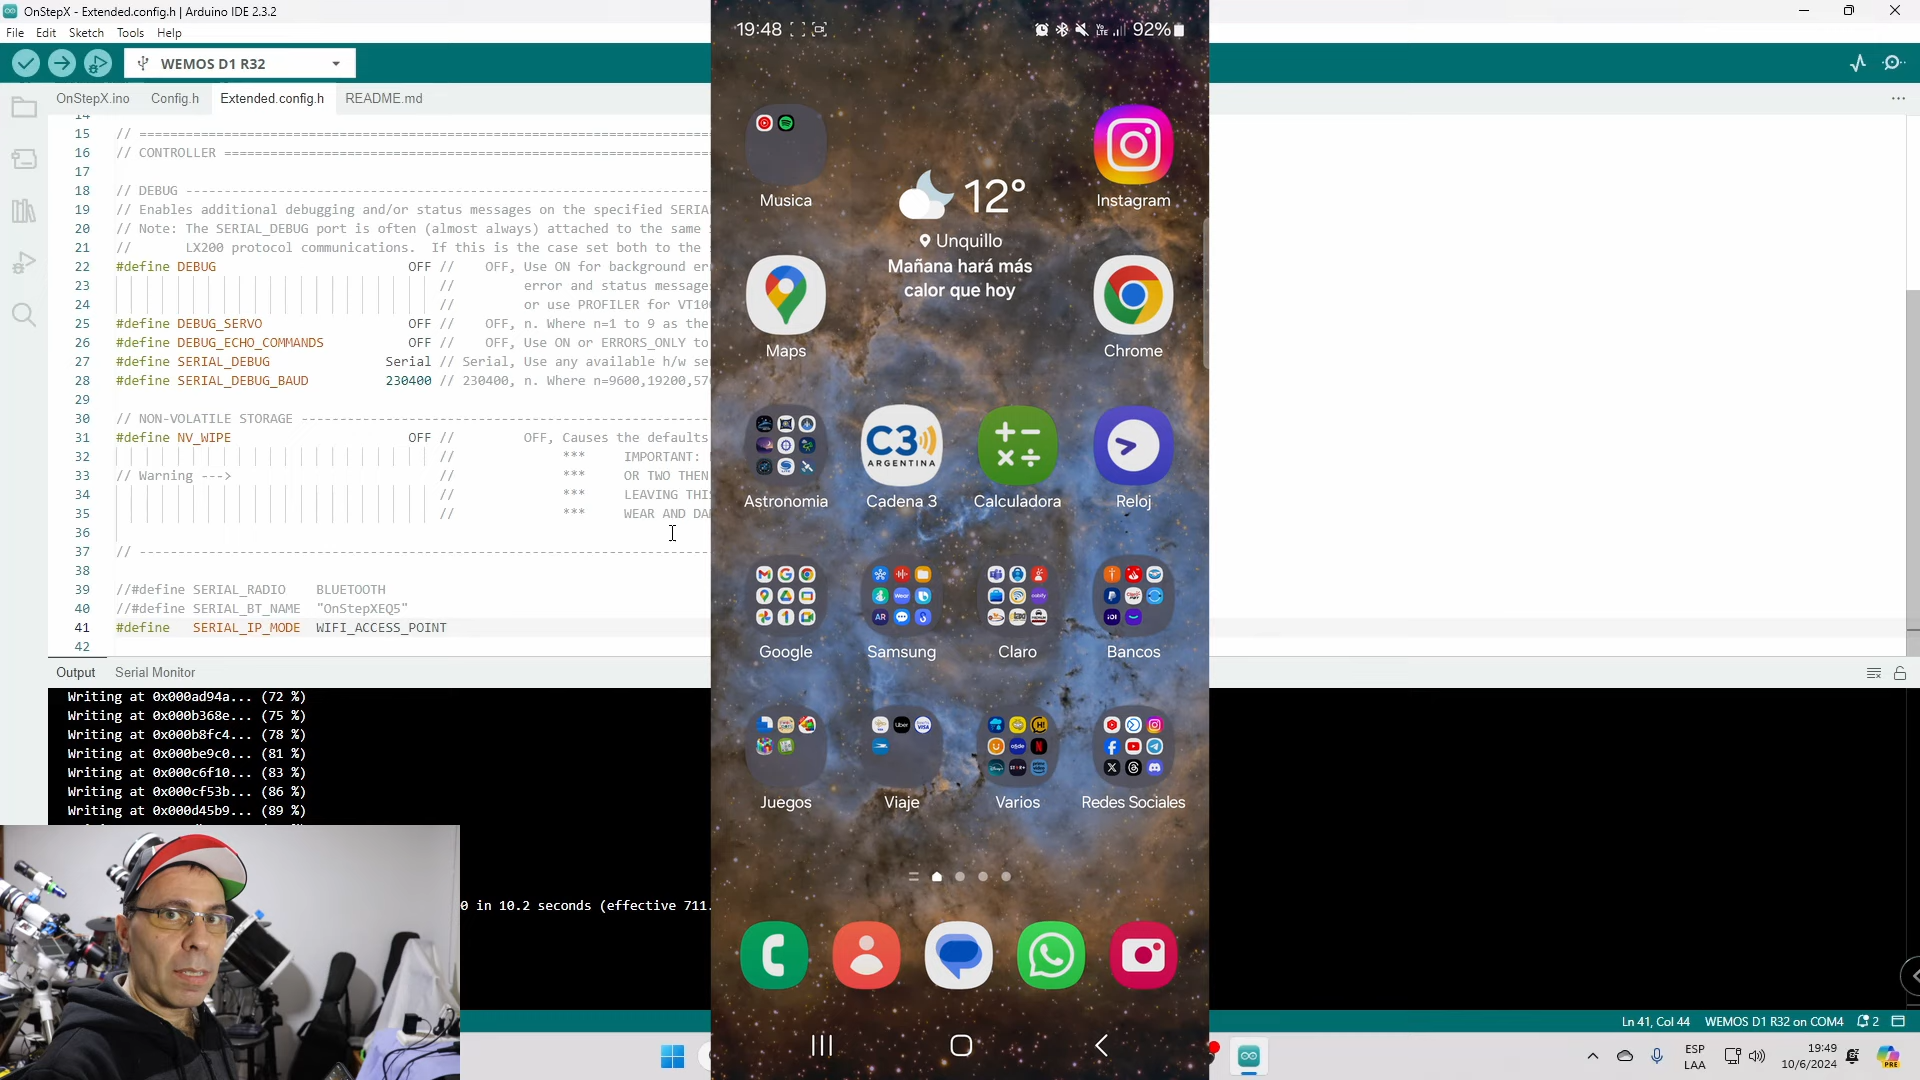 OnStepX - Extended.config.h | Arduino IDE 2.3.2
File Edit Sketch Tools Help
WEMOS D1 R32
OnStepX.ino Config.h Extended.config.h README.md
14
15 // ==========================================================================
16 // CONTROLLER ===============================================================
17
18 // DEBUG --------------------------------------------------------------------
19 // Enables additional debugging and/or status messages on the specified SERIA
20 // Note: The SERIAL_DEBUG port is often (almost always) attached to the same
21 // LX200 protocol communications. If this is the case set both to the
22 #define DEBUG OFF // OFF, Use ON for background err
23 // error and status messages
24 // or use PROFILER for VT100
25 #define DEBUG_SERVO OFF // OFF, n. Where n=1 to 9 as the
26 #define DEBUG_ECHO_COMMANDS OFF // OFF, Use ON or ERRORS_ONLY to
27 #define SERIAL_DEBUG Serial // Serial, Use any available h/w se
28 #define SERIAL_DEBUG_BAUD 230400 // 230400, n. Where n=9600,19200,57
29
30 // NON-VOLATILE STORAGE -----------------------------------------------------
31 #define NV_WIPE OFF // OFF, Causes the defaults
32 // *** IMPORTANT:
33 // Warning ---> // *** OR TWO THEN
34 // *** LEAVING THIS
35 // *** WEAR AND DA
36
37 // --------------------------------------------------------------------------
38
39 //#define SERIAL_RADIO BLUETOOTH
40 //#define SERIAL_BT_NAME "OnStepXEQ5"
41 #define SERIAL_IP_MODE WIFI_ACCESS_POINT
42
Output Serial Monitor
Writing at 0x000ad94a... (72 %)
Writing at 0x000b368e... (75 %)
Writing at 0x000b8fc4... (78 %)
Writing at 0x000be9c0... (81 %)
Writing at 0x000c6f10... (83 %)
Writing at 0x000cf53b... (86 %)
Writing at 0x000d45b9... (89 %)
0 in 10.2 seconds (effective 711.
19:48
92%
Musica
12°
Unquillo
Mañana hará más
calor que hoy
Instagram
Maps
Chrome
C3
ARGENTINA
Astronomia Cadena 3 Calculadora Reloj
Google Samsung Claro Bancos
Juegos Viaje Varios Redes Sociales
Ln 41, Col 44 WEMOS D1 R32 on COM4 2
ESP
LAA
19:49
10/6/2024
PRE